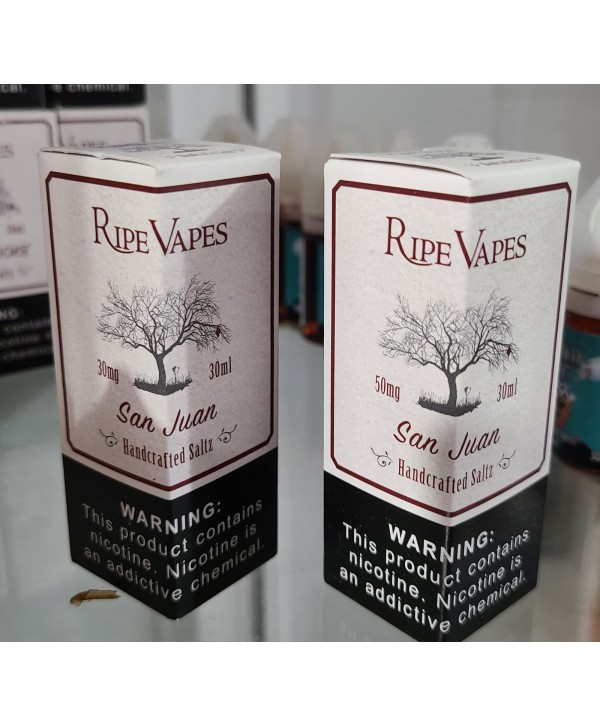 RIPE VAPES
30mg 30ml
San Juan
Handcrafted Saltz
WARNING:
This product contains
nicotine. Nicotine is
an addictive chemical.
RIPE VAPES
50mg 30ml
San Juan
Handcrafted Saltz
WARNING:
This product contains
nicotine. Nicotine is
an addictive chemical.